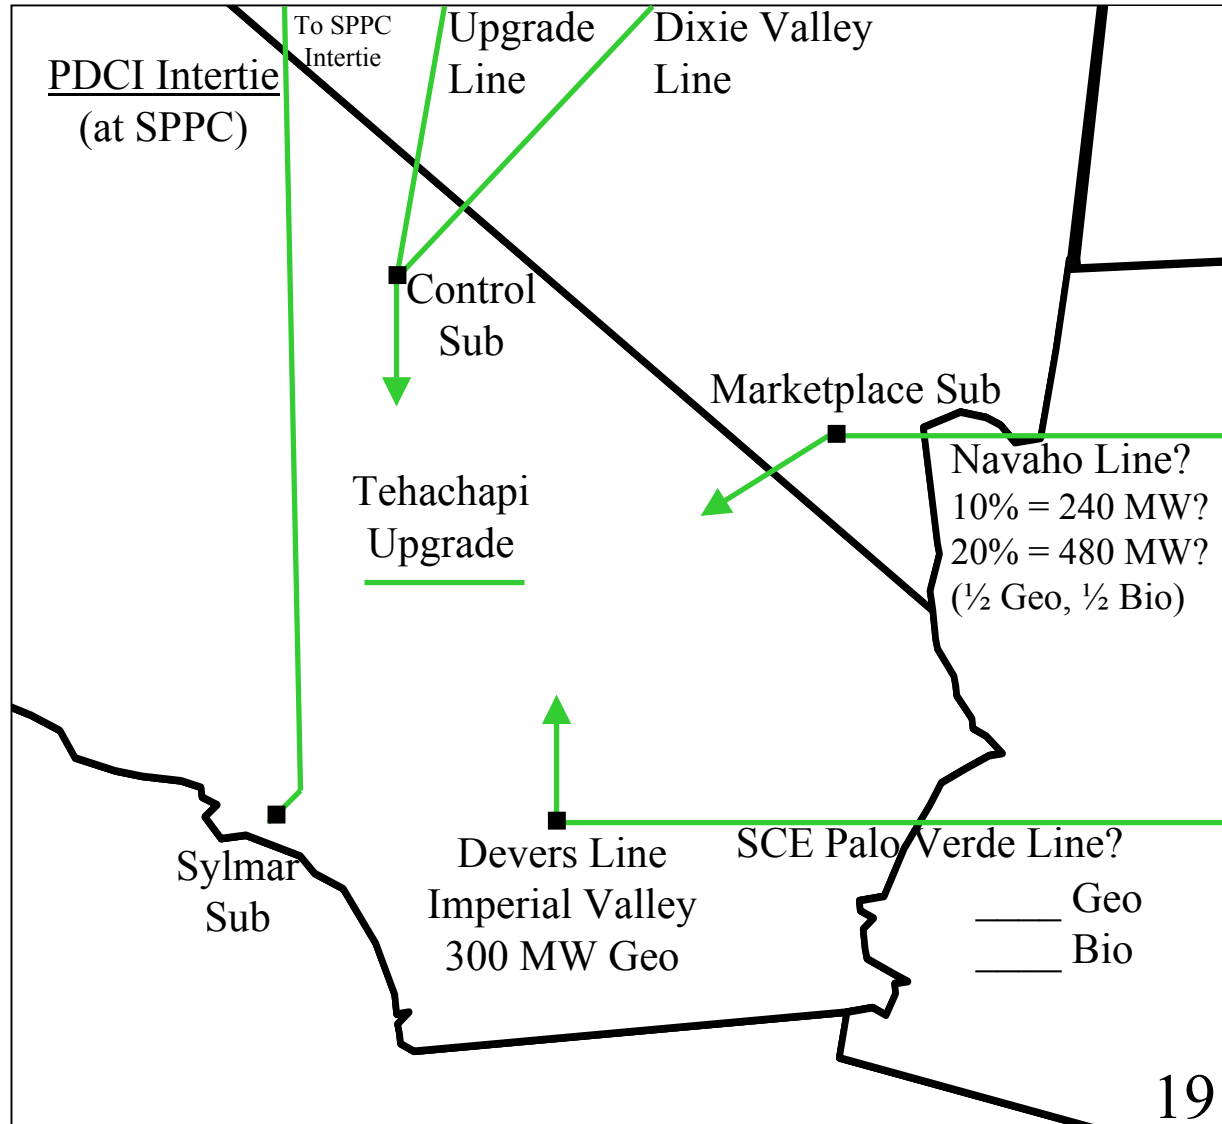 To SPPC
Intertie
PDCI Intertie
(at SPPC)
Upgrade
Line
Dixie Valley
Line
Control
Sub
Marketplace Sub
Navaho Line?
10% = 240 MW?
20% = 480 MW?
(½ Geo, ½ Bio)
Tehachapi
Upgrade
Sylmar
Sub
Devers Line
Imperial Valley
300 MW Geo
SCE Palo Verde Line?
____ Geo
____ Bio
19